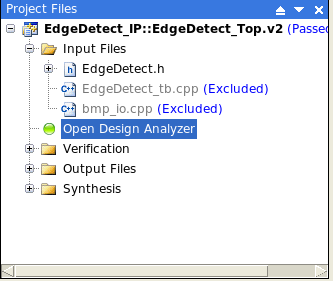 Project Files
EdgeDetect_IP::EdgeDetect_Top.v2 (Passed
Input Files
EdgeDetect.h
EdgeDetect_tb.cpp (Excluded)
bmp_io.cpp (Excluded)
Open Design Analyzer
Verification
Output Files
Synthesis